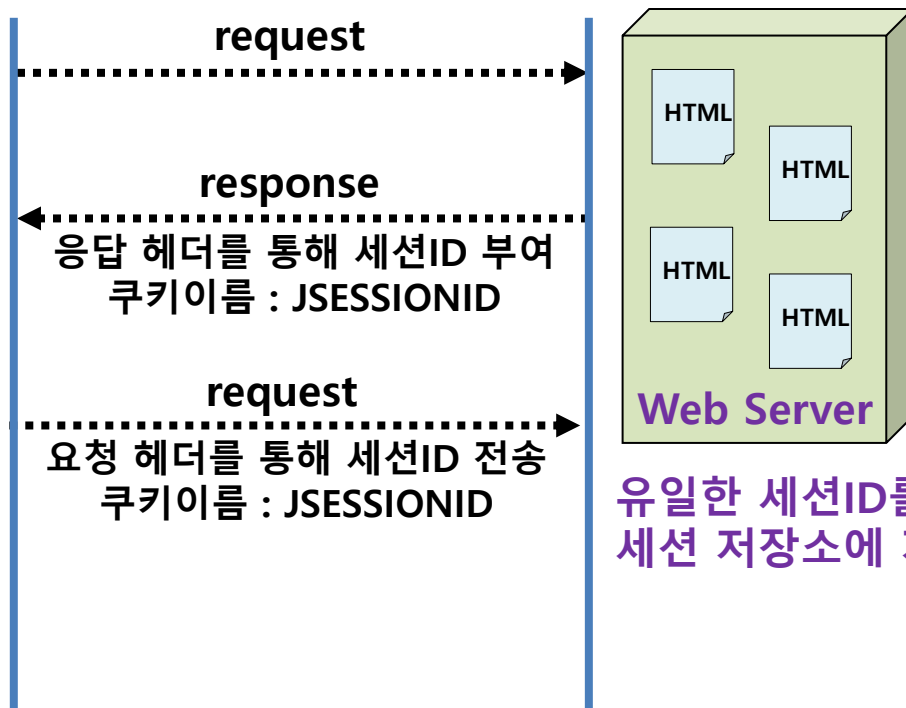 request
response
응답 헤더를 통해 세션ID 부여
쿠키이름 : JSESSIONID
request
요청 헤더를 통해 세션ID 전송
쿠키이름 : JSESSIONID
HTML
HTML
HTML
HTML
Web Server
유일한 세션ID를
세션 저장소에